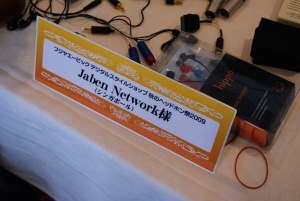 フジヤエービック デジタルスタイルショップ 秋のヘッドホン祭2009
Jaben Network様
(シンガポール)
hippo